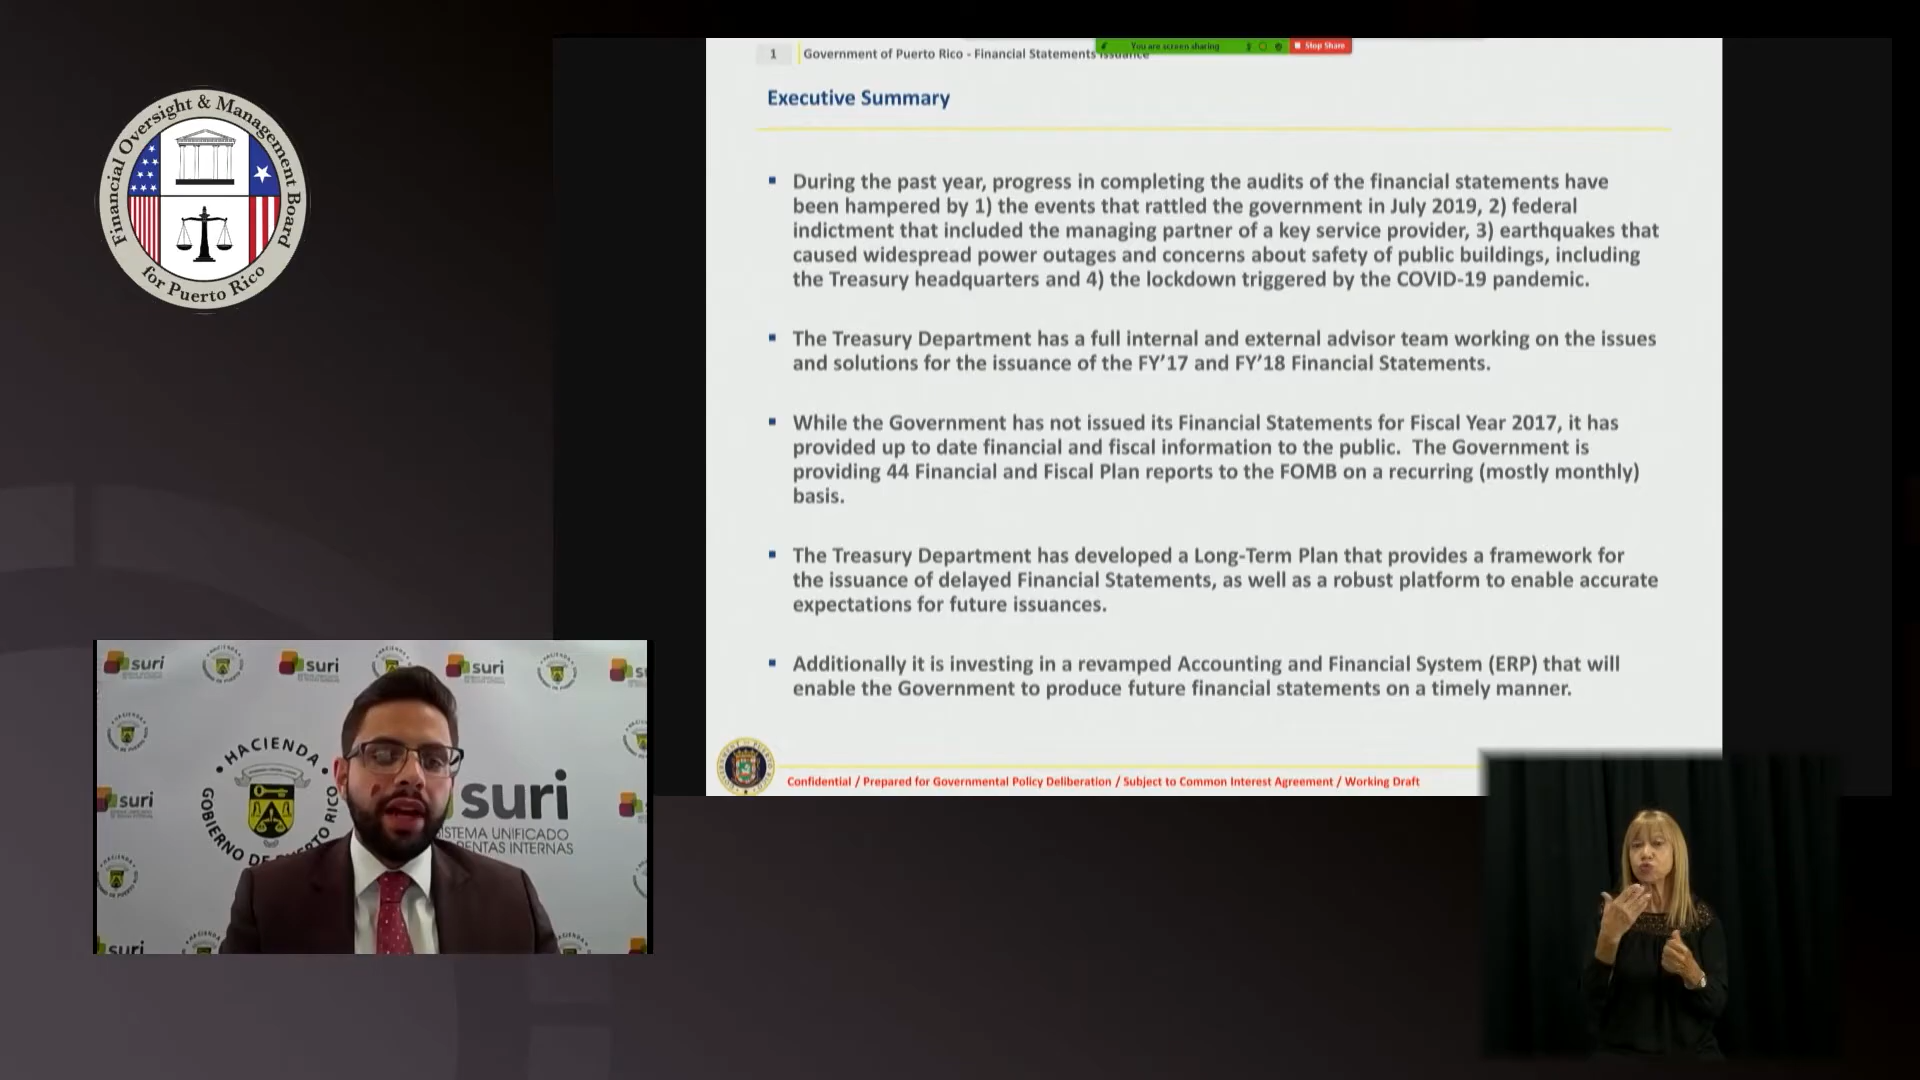 Financial Oversight & Management Board
for Puerto Rico
1 Government of Puerto Rico - Financial Statements Issuance
You are screen sharing
Stop Share
Executive Summary
▪ During the past year, progress in completing the audits of the financial statements have
been hampered by 1) the events that rattled the government in July 2019, 2) federal
indictment that included the managing partner of a key service provider, 3) earthquakes that
caused widespread power outages and concerns about safety of public buildings, including
the Treasury headquarters and 4) the lockdown triggered by the COVID-19 pandemic.
▪ The Treasury Department has a full internal and external advisor team working on the issues
and solutions for the issuance of the FY'17 and FY'18 Financial Statements.
▪ While the Government has not issued its Financial Statements for Fiscal Year 2017, it has
provided up to date financial and fiscal information to the public. The Government is
providing 44 Financial and Fiscal Plan reports to the FOMB on a recurring (mostly monthly)
basis.
▪ The Treasury Department has developed a Long-Term Plan that provides a framework for
the issuance of delayed Financial Statements, as well as a robust platform to enable accurate
expectations for future issuances.
▪ Additionally it is investing in a revamped Accounting and Financial System (ERP) that will
enable the Government to produce future financial statements on a timely manner.
Confidential / Prepared for Governmental Policy Deliberation / Subject to Common Interest Agreement / Working Draft
suri
suri
suri
HACIENDA
GOBIERNO DE PUERTO RICO
suri
suri
SISTEMA UNIFICADO
RENTAS INTERNAS
suri